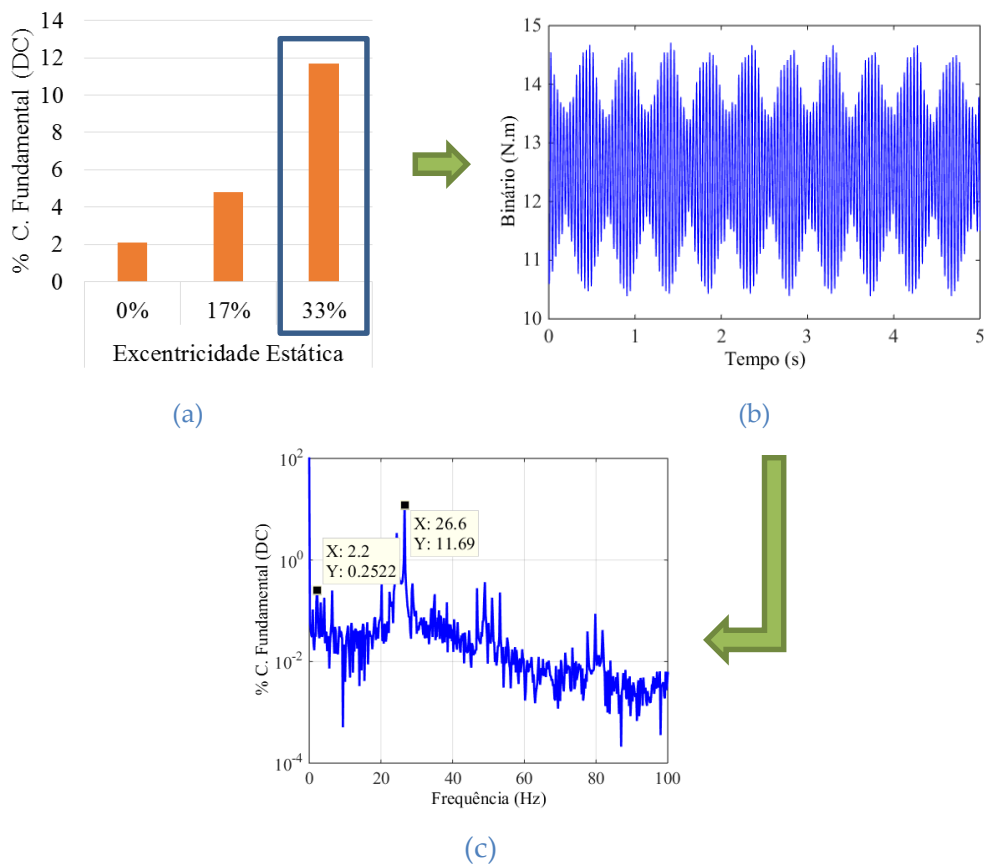 % C. Fundamental (DC)
14
12
10
8
6
4
2
0
0% 17% 33%
Excentricidade Estática
(a)
Binário (N.m)
15
14
13
12
11
10
0 1 2 3 4 5
Tempo (s)
(b)
% C. Fundamental (DC)
10^2
10^0
10^-2
10^-4
X: 2.2
Y: 0.2522
X: 26.6
Y: 11.69
0 20 40 60 80 100
Frequência (Hz)
(c)